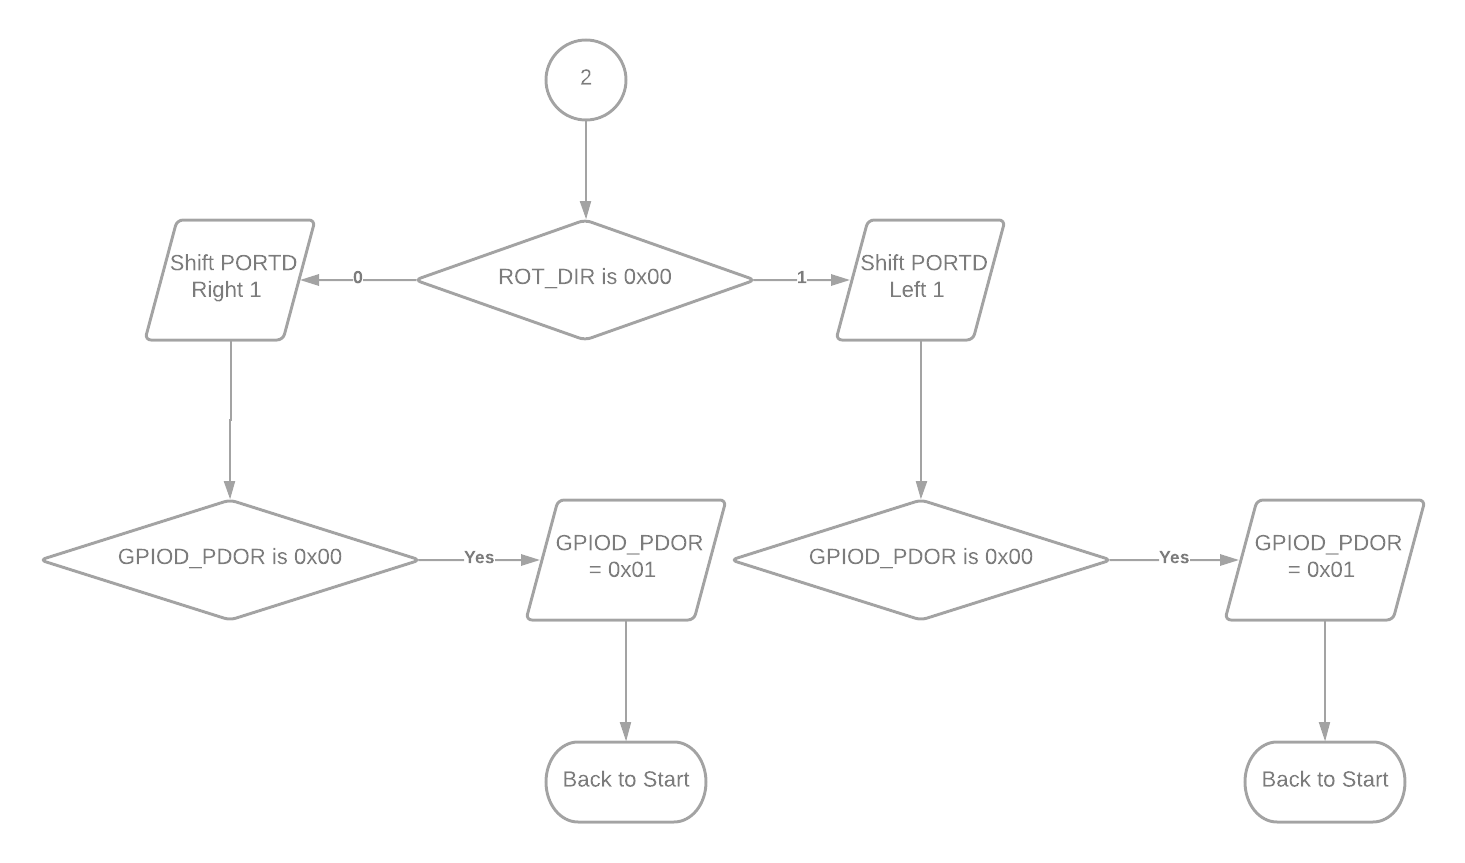 2
Shift PORTD
Right 1
0
ROT_DIR is 0x00
1
Shift PORTD
Left 1
GPIOD_PDOR is 0x00
Yes
GPIOD_PDOR
= 0x01
GPIOD_PDOR is 0x00
Yes
GPIOD_PDOR
= 0x01
Back to Start
Back to Start